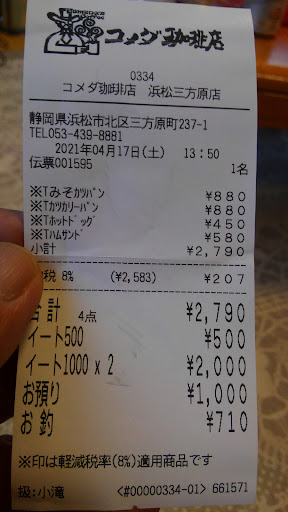 コメダ珈琲店
0334
コメダ珈琲店 浜松三方原店
静岡県浜松市北区三方原町237-1
TEL053-439-8881
2021年04月17日(土) 13:50
伝票001595 1名
※Tみそカツパン ¥880
※Tカツカリーパン ¥880
※Tホットドッグ ¥450
※Tハムサンド ¥580
小計 ¥2,790
税 8% (¥2,583) ¥207
合計 4点 ¥2,790
イート500 ¥500
イート1000 x 2 ¥2,000
お預り ¥1,000
お釣 ¥710
※印は軽減税率(8%)適用商品です
扱:小滝 <#00000334-01> 661571